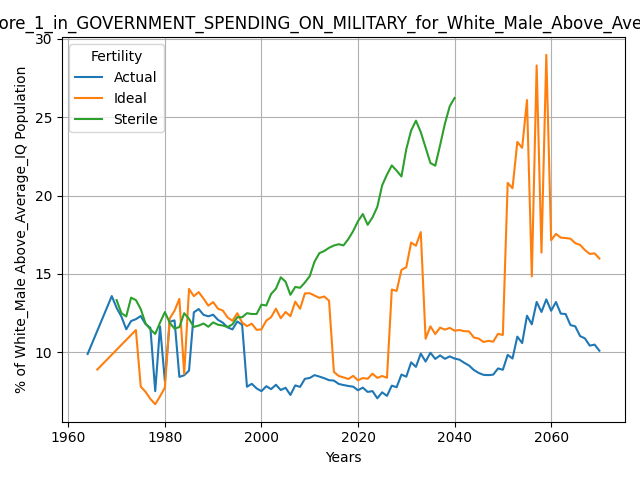 ore_1_in_GOVERNMENT_SPENDING_ON_MILITARY_for_White_Male_Above_Ave
Fertility
Actual
Ideal
Sterile
% of White_Male Above_Average_IQ Population
30
25
20
15
10
1960
1980
2000
2020
2040
2060
Years